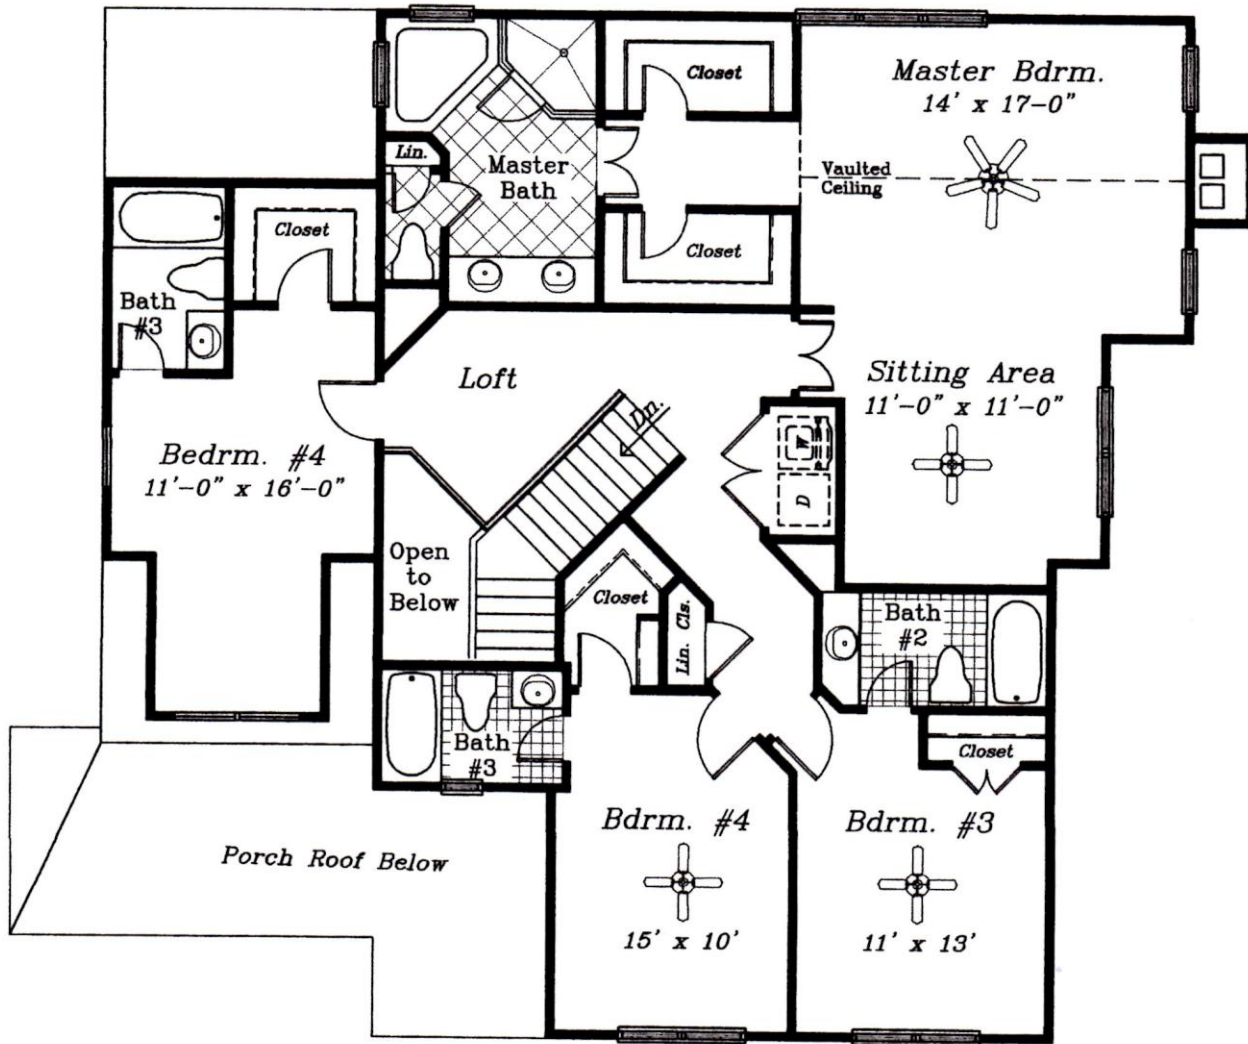 Closet
Master Bdrm.
14' x 17-0"
Lin.
Master
Bath
Vaulted
Ceiling
Closet
Closet
Bath
#3
Loft
Sitting Area
11'-0" x 11'-0"
Dn.
W
D
Bedrm. #4
11'-0" x 16'-0"
Open
to
Below
Closet
Lin. Cls.
Bath
#2
Bath
#3
Closet
Bdrm. #4
15' x 10'
Bdrm. #3
11' x 13'
Porch Roof Below